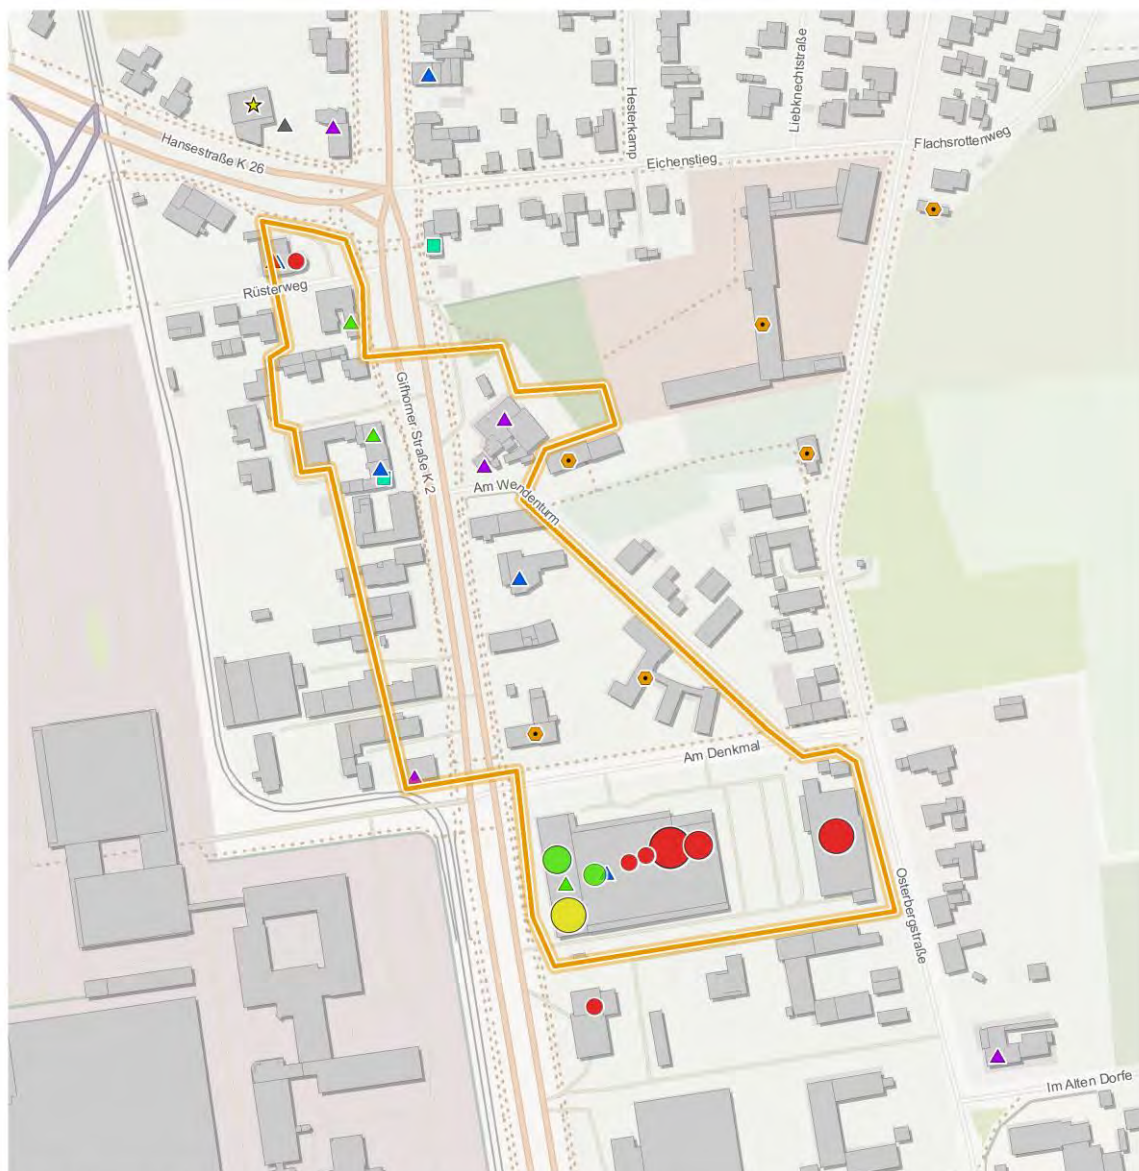 Liebknechtstraße
Hesterkamp
Flachsrottenweg
Hansestraße K 26
Eichenstieg
Rüsterweg
Gifhorner Straße K 2
Am Wendenturm
Am Denkmal
Osterbergstraße
Im Alten Dorfe